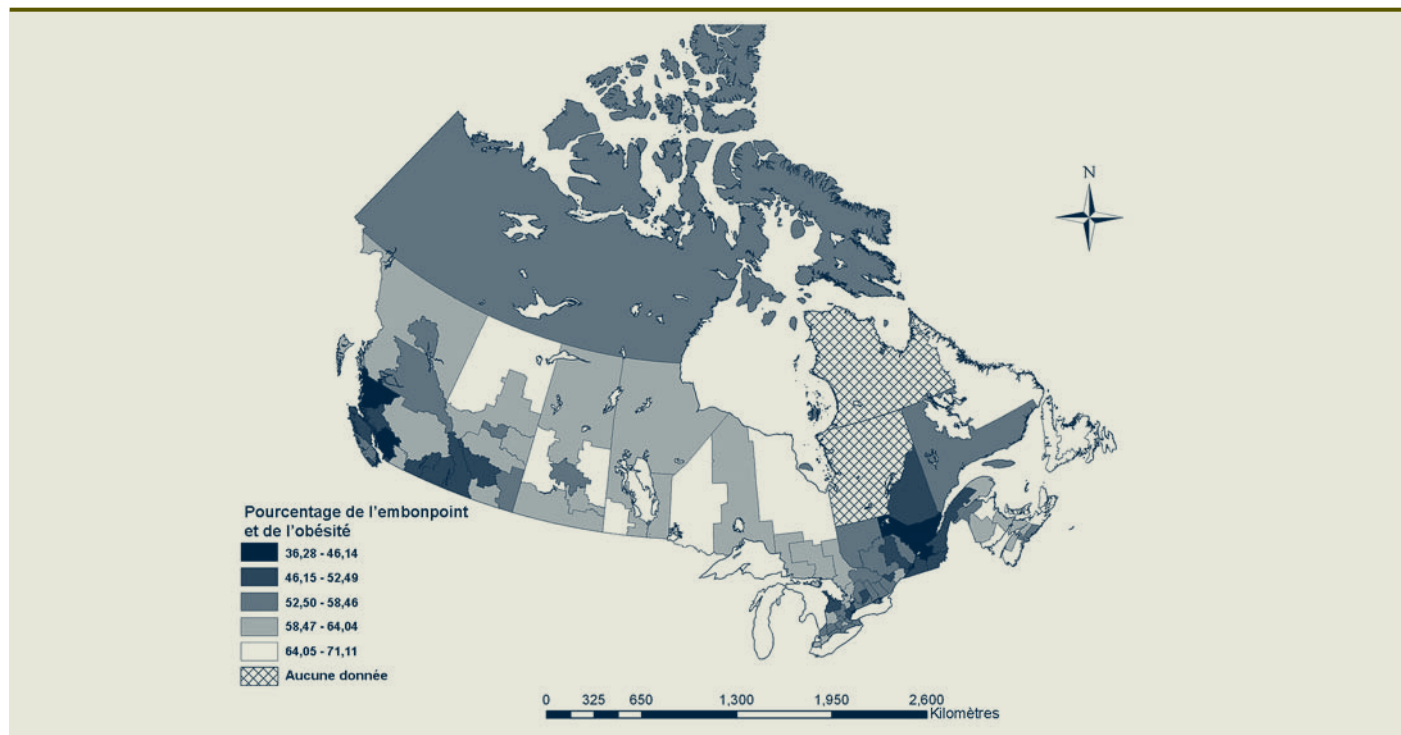 N
Pourcentage de l’embonpoint
et de l’obésité
36,28 - 46,14
46,15 - 52,49
52,50 - 58,46
58,47 - 64,04
64,05 - 71,11
Aucune donnée
0 325 650 1,300 1,950 2,600
Kilomètres